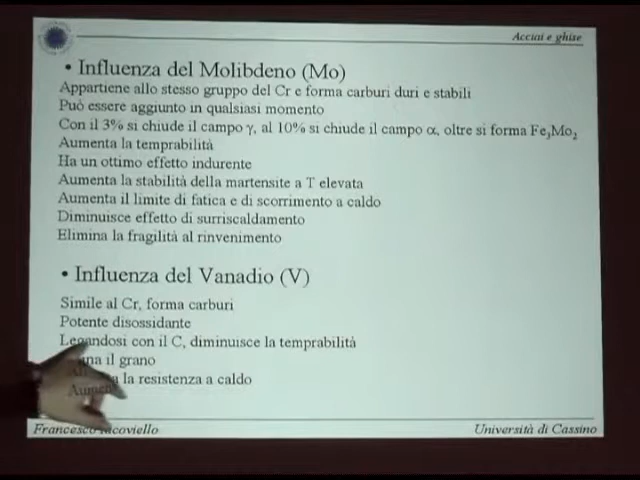 Acciai e ghise
• Influenza del Molibdeno (Mo)
Appartiene allo stesso gruppo del Cr e forma carburi duri e stabili
Può essere aggiunto in qualsiasi momento
Con il 3% si chiude il campo γ, al 10% si chiude il campo α, oltre si forma Fe3Mo2
Aumenta la temprabilità
Ha un ottimo effetto indurente
Aumenta la stabilità della martensite a T elevata
Aumenta il limite di fatica e di scorrimento a caldo
Diminuisce effetto di surriscaldamento
Elimina la fragilità al rinvenimento
• Influenza del Vanadio (V)
Simile al Cr, forma carburi
Potente disossidante
Legandosi con il C, diminuisce la temprabilità
il grano
la resistenza a caldo
Francesco Iacoviello
Università di Cassino